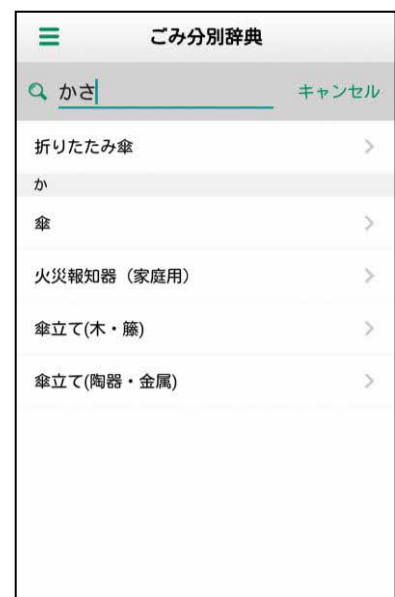 ごみ分別辞典
かさ キャンセル
折りたたみ傘
か
傘
火災報知器（家庭用）
傘立て(木・籐)
傘立て(陶器・金属)